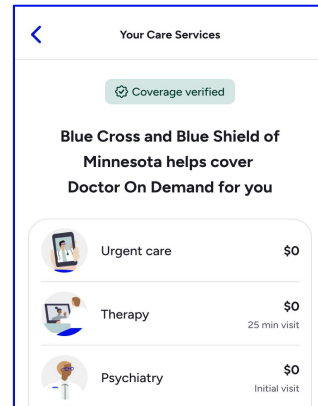 Your Care Services
Coverage verified
Blue Cross and Blue Shield of
Minnesota helps cover
Doctor On Demand for you
Urgent care $0
Therapy $0
25 min visit
Psychiatry $0
Initial visit